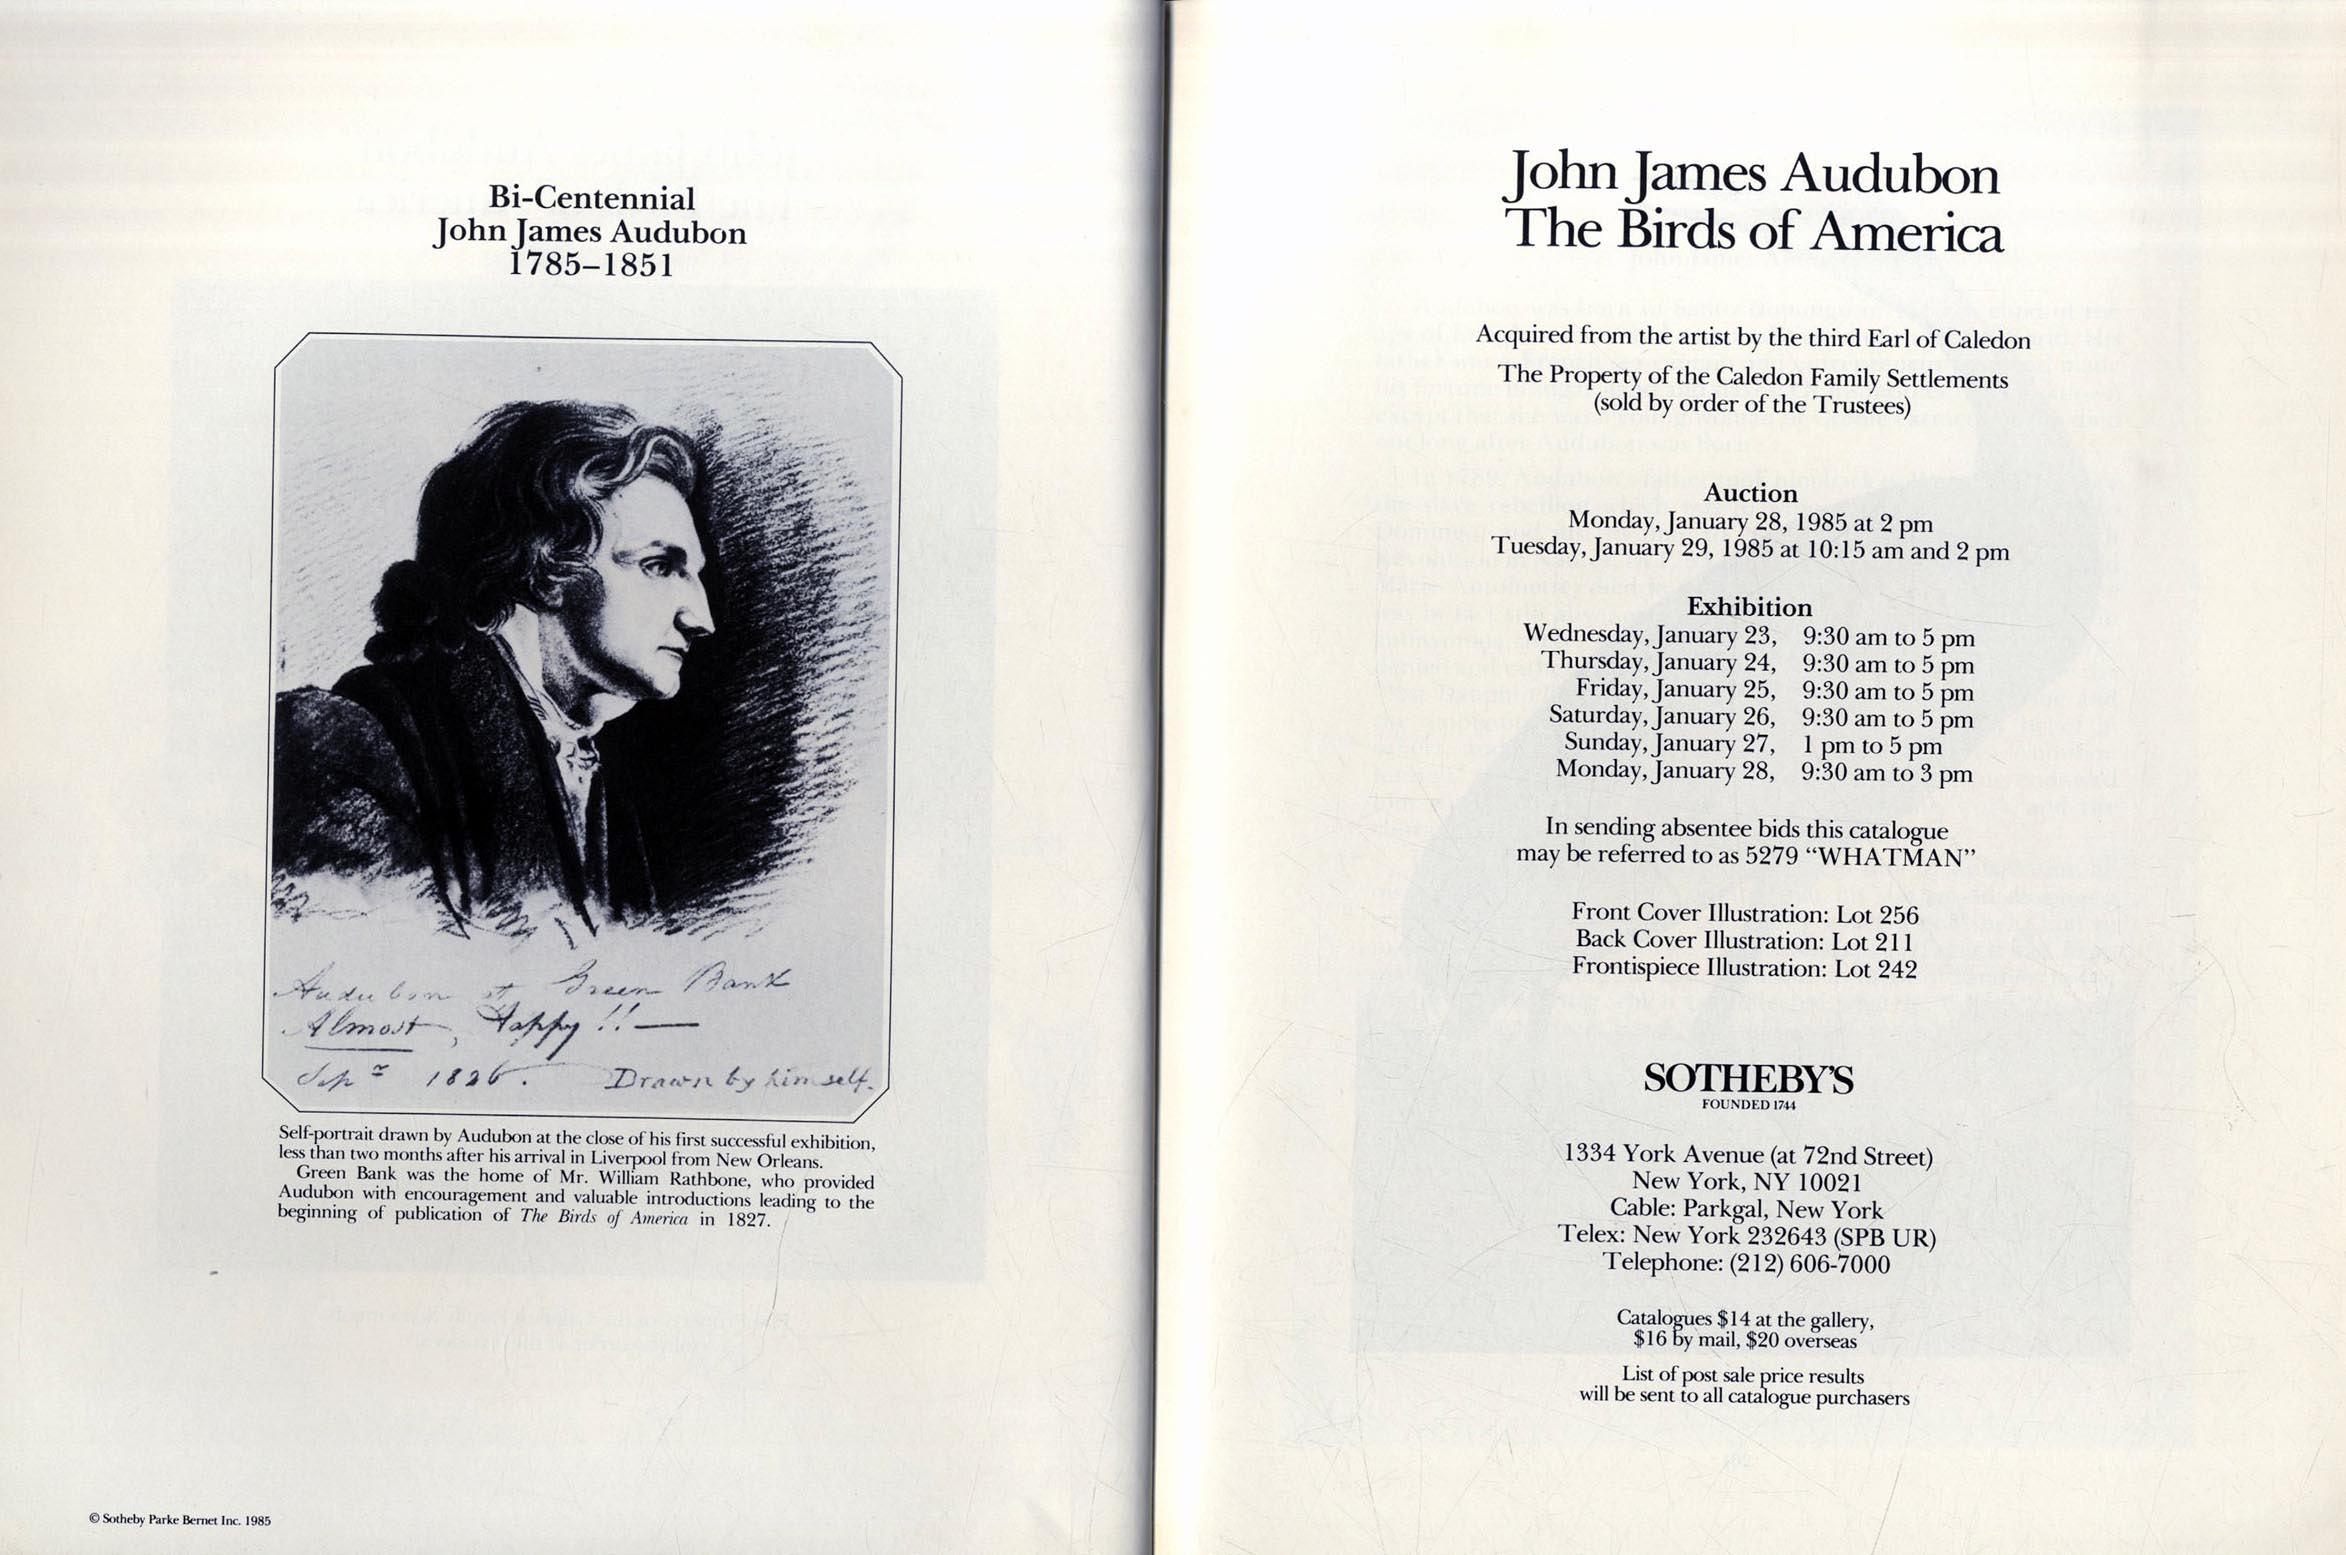 Bi-Centennial
John James Audubon
1785–1851
Audubon at Green Bank
Almost, Happy!! —
Sepr 1826. Drawn by himself.
Self-portrait drawn by Audubon at the close of his first successful exhibition,
less than two months after his arrival in Liverpool from New Orleans.
Green Bank was the home of Mr. William Rathbone, who provided
Audubon with encouragement and valuable introductions leading to the
beginning of publication of The Birds of America in 1827.
© Sotheby Parke Bernet Inc. 1985
John James Audubon
The Birds of America
Acquired from the artist by the third Earl of Caledon
The Property of the Caledon Family Settlements
(sold by order of the Trustees)
Auction
Monday, January 28, 1985 at 2 pm
Tuesday, January 29, 1985 at 10:15 am and 2 pm
Exhibition
Wednesday, January 23, 9:30 am to 5 pm
Thursday, January 24, 9:30 am to 5 pm
Friday, January 25, 9:30 am to 5 pm
Saturday, January 26, 9:30 am to 5 pm
Sunday, January 27, 1 pm to 5 pm
Monday, January 28, 9:30 am to 3 pm
In sending absentee bids this catalogue
may be referred to as 5279 “WHATMAN”
Front Cover Illustration: Lot 256
Back Cover Illustration: Lot 211
Frontispiece Illustration: Lot 242
SOTHEBY'S
FOUNDED 1744
1334 York Avenue (at 72nd Street)
New York, NY 10021
Cable: Parkgal, New York
Telex: New York 232643 (SPB UR)
Telephone: (212) 606-7000
Catalogues $14 at the gallery,
$16 by mail, $20 overseas
List of post sale price results
will be sent to all catalogue purchasers